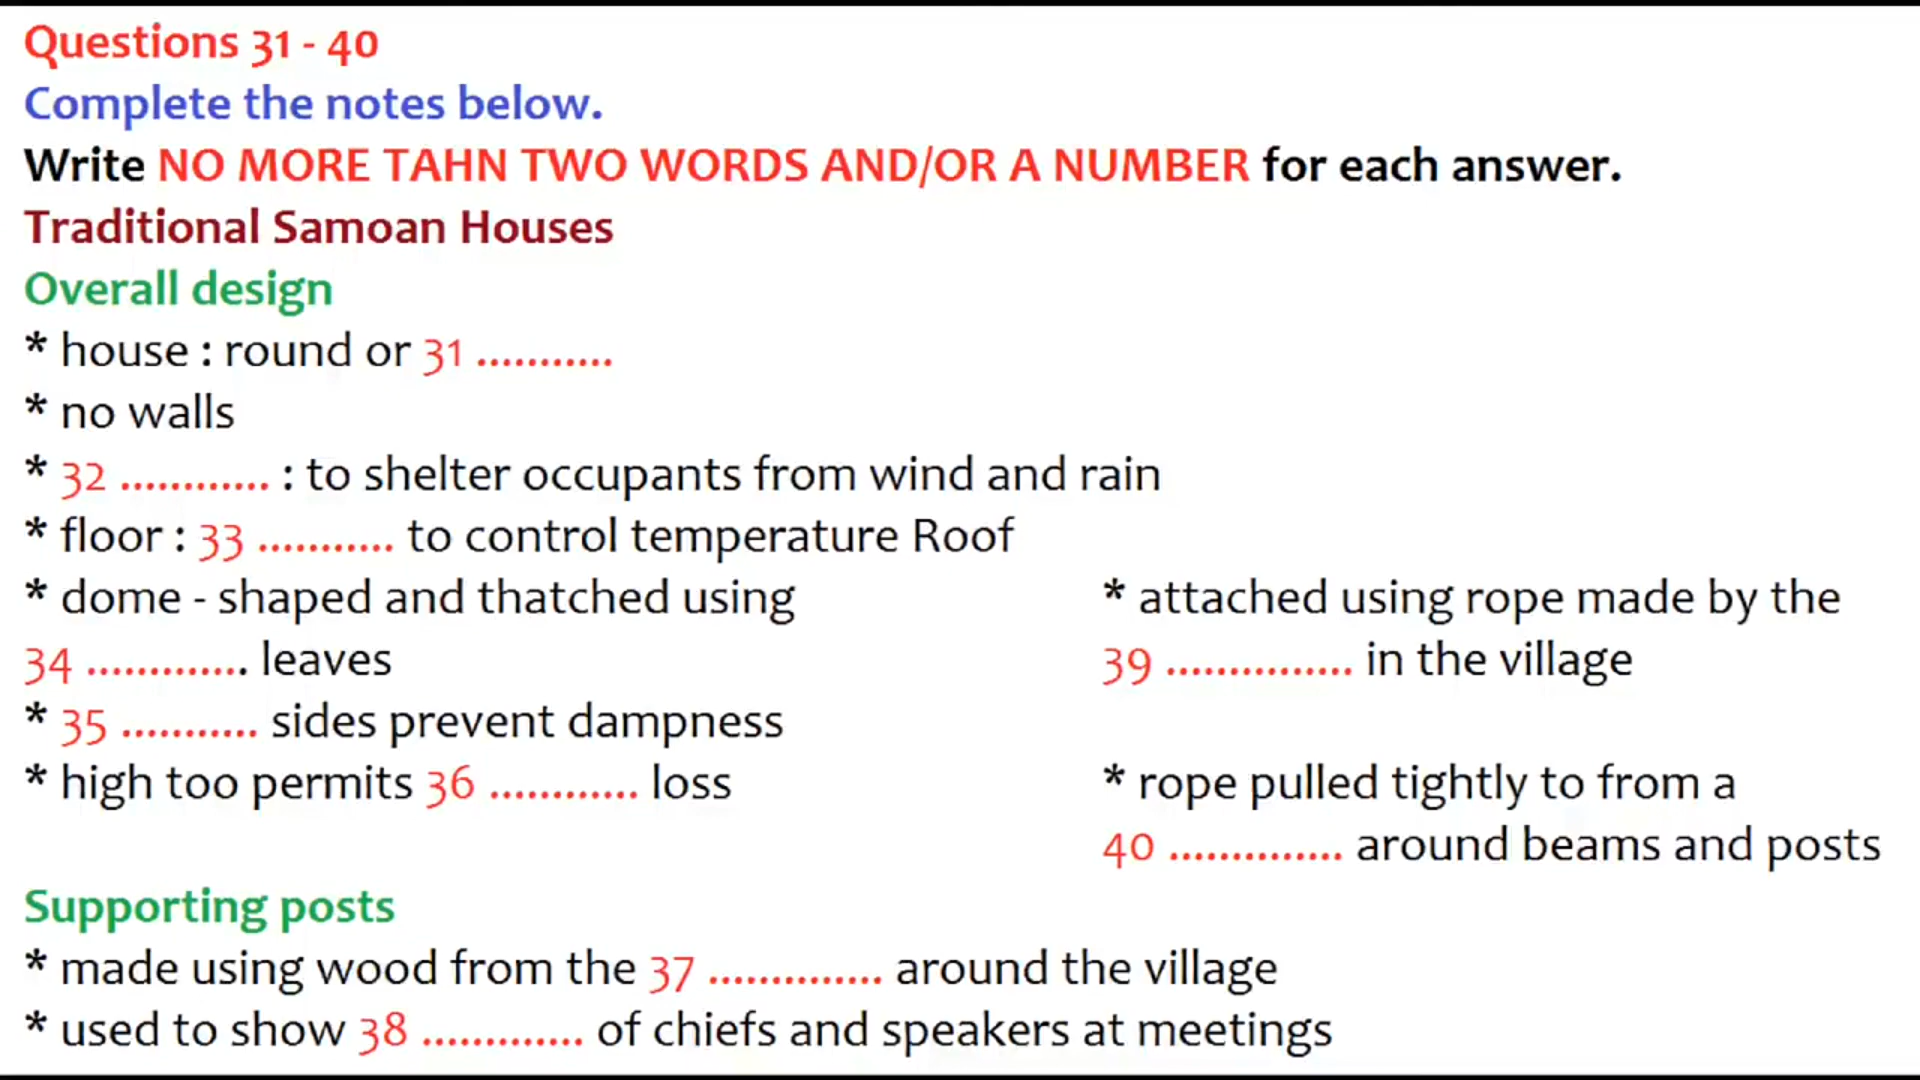 Questions 31 - 40
Complete the notes below.
Write NO MORE TAHN TWO WORDS AND/OR A NUMBER for each answer.
Traditional Samoan Houses
Overall design
* house : round or 31 ...........
* no walls
* 32 ............ : to shelter occupants from wind and rain
* floor : 33 ........... to control temperature Roof
* dome - shaped and thatched using
34 ............. leaves
* 35 ........... sides prevent dampness
* high too permits 36 ............ loss
* attached using rope made by the
39 ............... in the village
* rope pulled tightly to from a
40 .............. around beams and posts
Supporting posts
* made using wood from the 37 .............. around the village
* used to show 38 ............. of chiefs and speakers at meetings